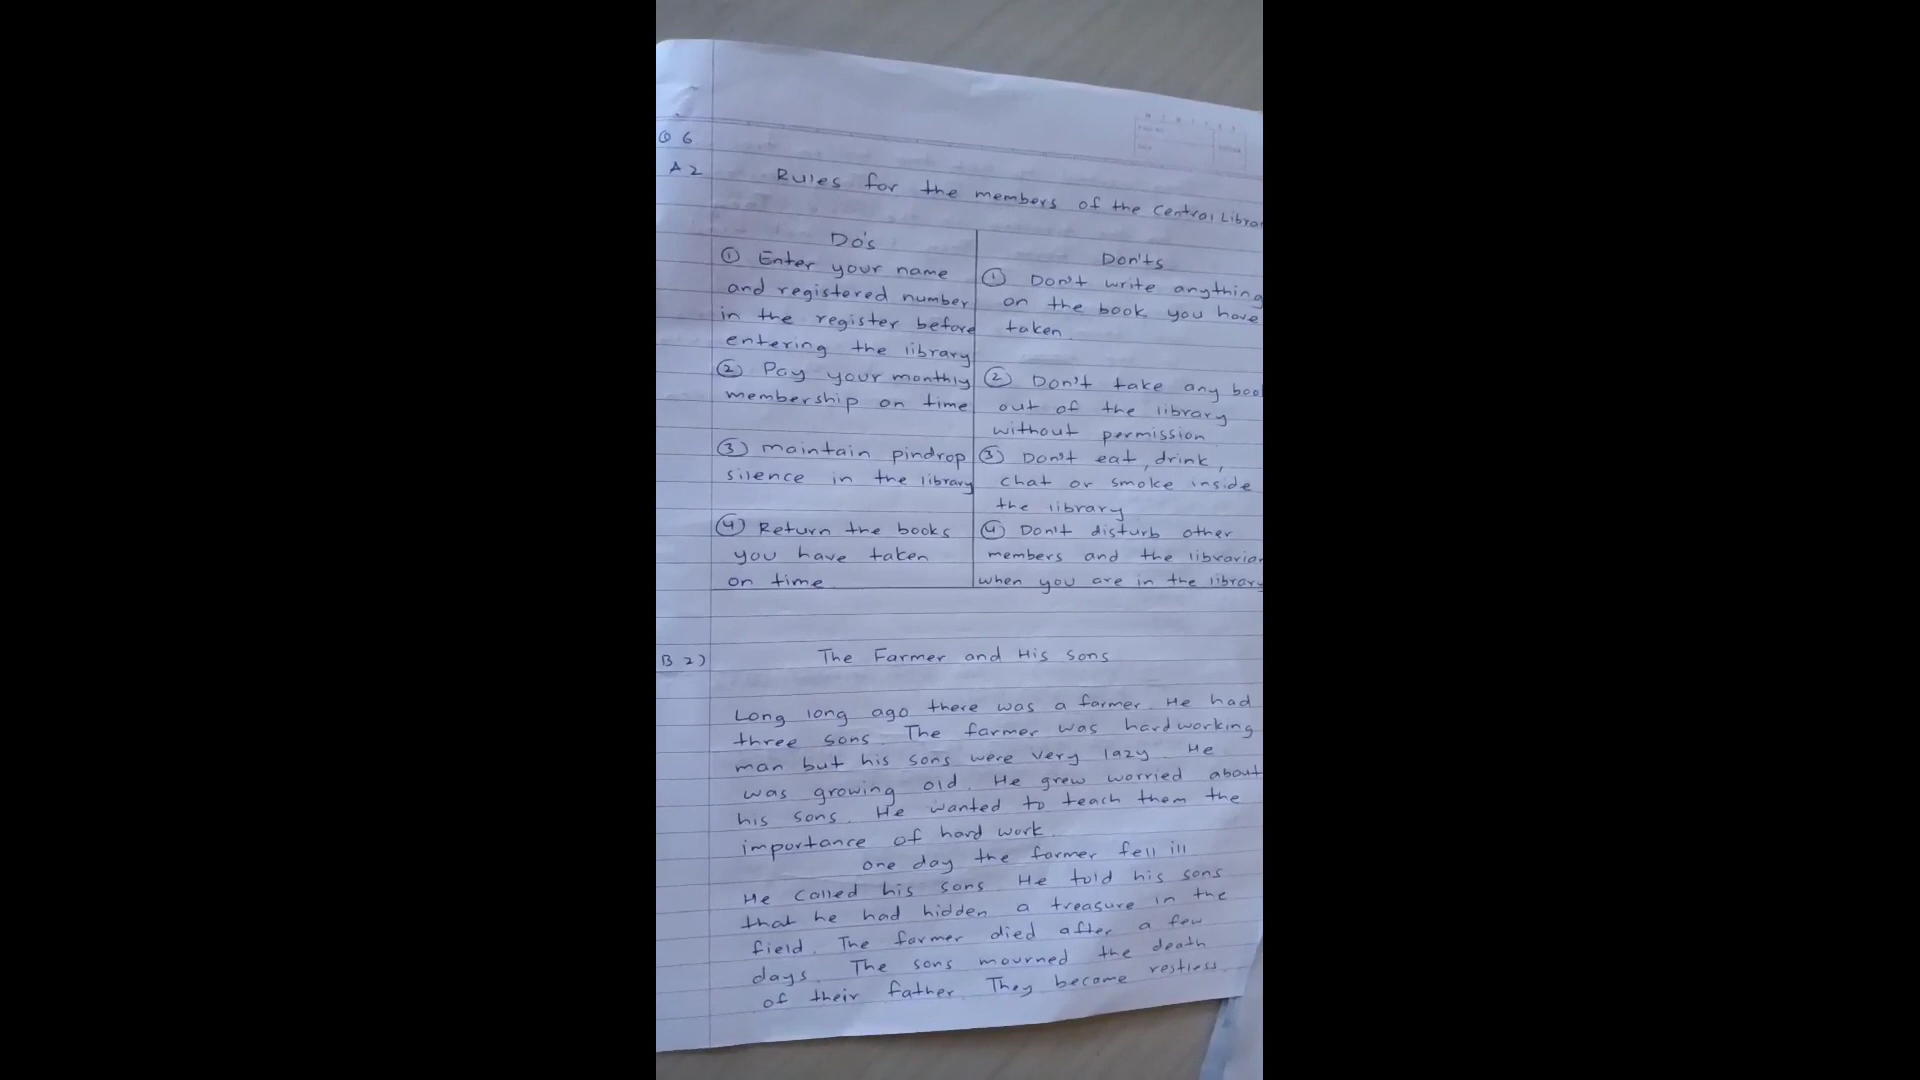 Q 6
A 2
Rules for the members of the Central Libra
Do's
① Enter your name
and registered number
in the register before
entering the library
② Pay your monthly
membership on time
③ maintain pindrop
silence in the library
④ Return the books
you have taken
on time
Don'ts
① Don't write anything
on the book you have
taken.
② Don't take any boo
out of the library
without permission.
③ Don't eat, drink,
chat or smoke inside
the library
④ Don't disturb other
members and the librarian
when you are in the library
B 2)
The Farmer and His sons
Long long ago there was a farmer. He had
three sons. The farmer was hardworking
man but his sons were very lazy. He
was growing old. He grew worried about
his sons. He wanted to teach them the
importance of hard work.
One day the farmer fell ill
He called his sons He told his sons
that he had hidden a treasure in the
field. The farmer died after a few
days. The sons mourned the death
of their father. They became restless